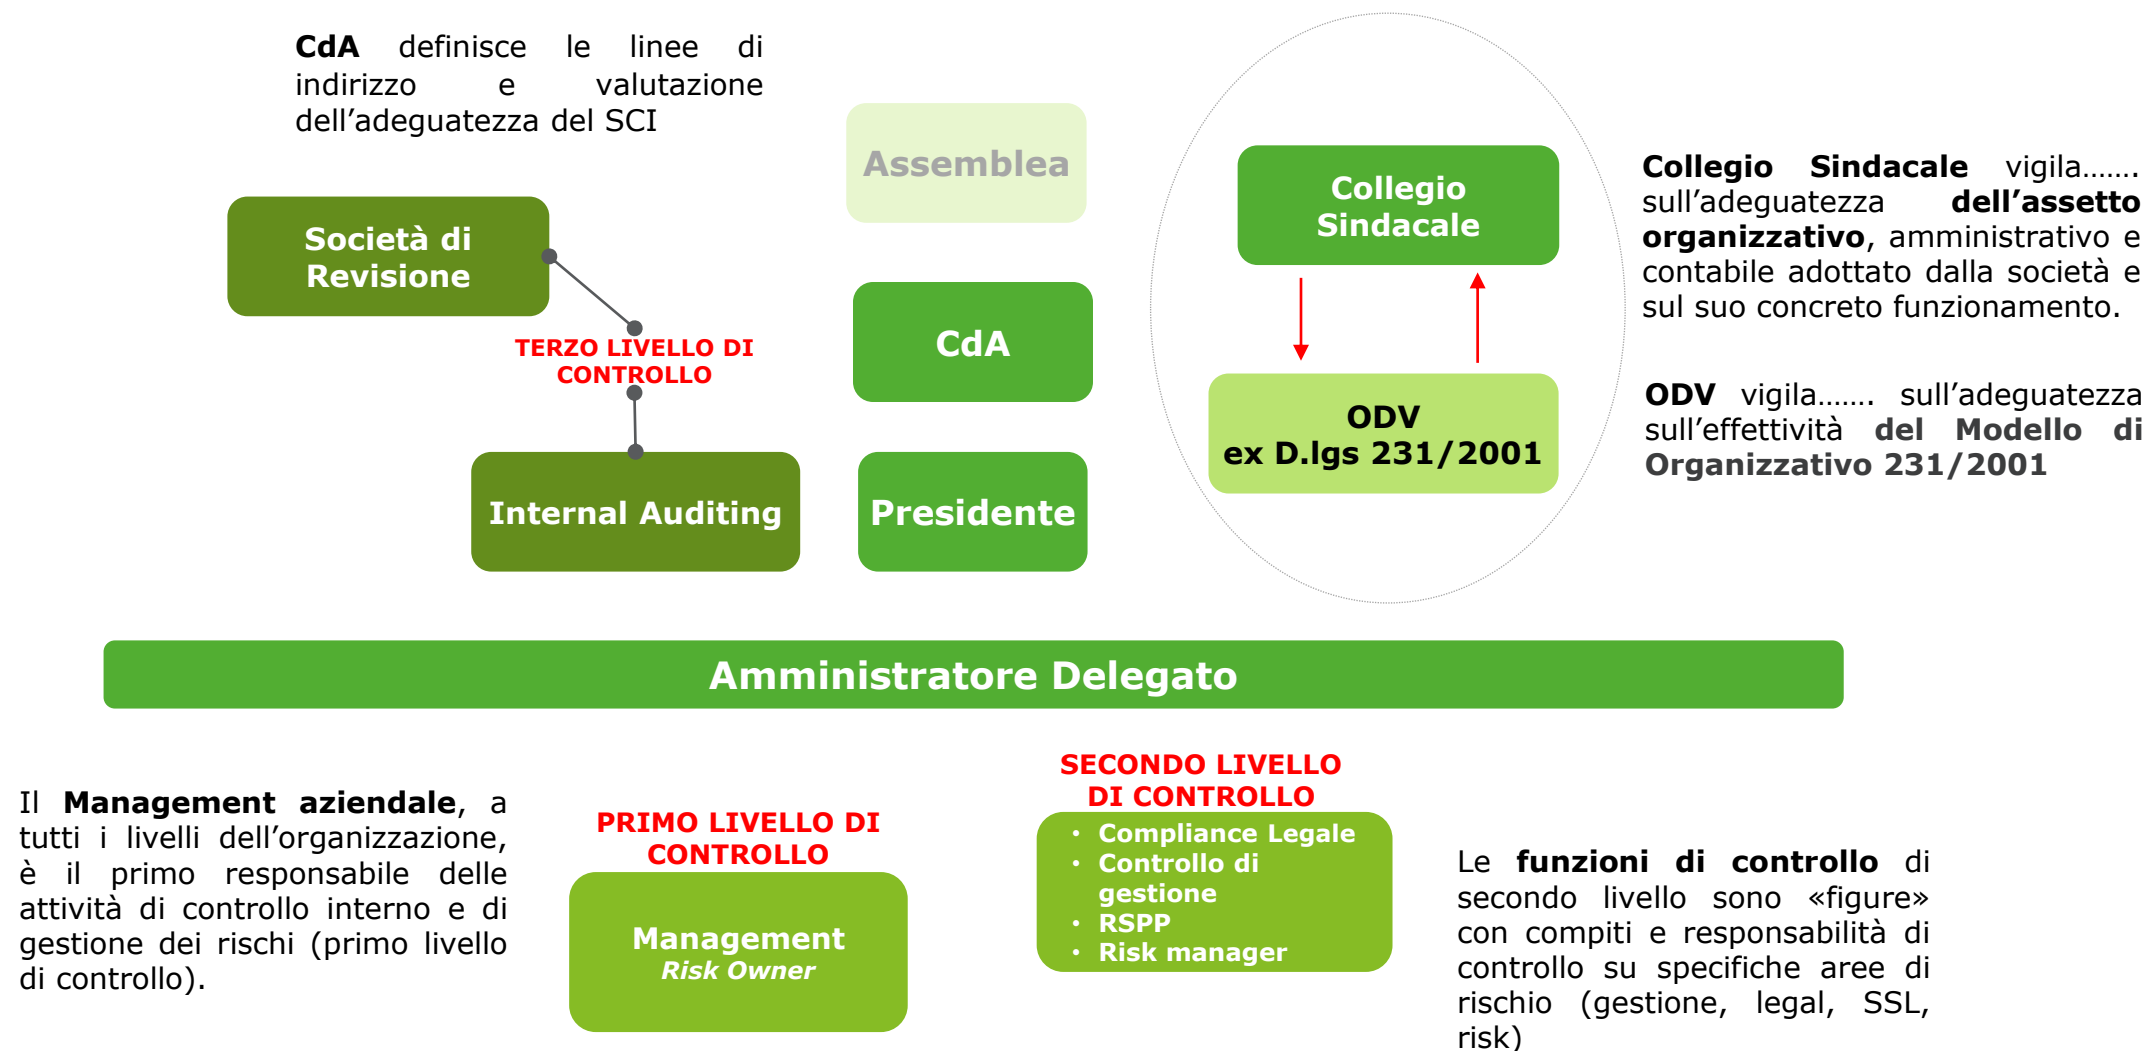 CdA definisce le linee di
indirizzo e valutazione
dell’adeguatezza del SCI
Assemblea
Collegio
Sindacale
Collegio Sindacale vigila…….
sull’adeguatezza dell’assetto
organizzativo, amministrativo e
contabile adottato dalla società e
sul suo concreto funzionamento.
Società di
Revisione
TERZO LIVELLO DI
CONTROLLO
CdA
ODV
ex D.lgs 231/2001
ODV vigila……. sull’adeguatezza
sull’effettività del Modello di
Organizzativo 231/2001
Internal Auditing
Presidente
Amministratore Delegato
Il Management aziendale, a
tutti i livelli dell’organizzazione,
è il primo responsabile delle
attività di controllo interno e di
gestione dei rischi (primo livello
di controllo).
PRIMO LIVELLO DI
CONTROLLO
Management
Risk Owner
SECONDO LIVELLO
DI CONTROLLO
• Compliance Legale
• Controllo di
gestione
• RSPP
• Risk manager
Le funzioni di controllo di
secondo livello sono «figure»
con compiti e responsabilità di
controllo su specifiche aree di
rischio (gestione, legal, SSL,
risk)